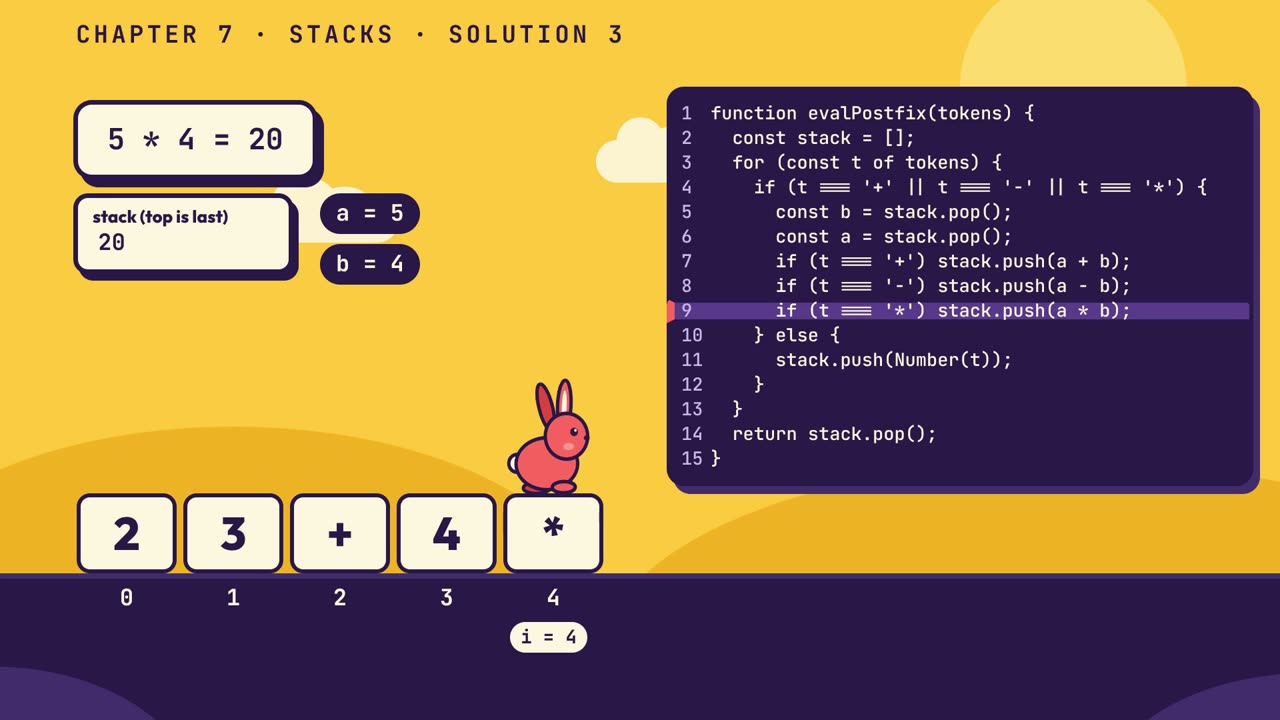 CHAPTER 7 · STACKS · SOLUTION 3
5 * 4 = 20
stack (top is last)
20
a = 5
b = 4
1 function evalPostfix(tokens) {
2   const stack = [];
3   for (const t of tokens) {
4     if (t === '+' || t === '-' || t === '*') {
5       const b = stack.pop();
6       const a = stack.pop();
7       if (t === '+') stack.push(a + b);
8       if (t === '-') stack.push(a - b);
9       if (t === '*') stack.push(a * b);
10     } else {
11       stack.push(Number(t));
12     }
13   }
14   return stack.pop();
15 }
2 3 + 4 *
0 1 2 3 4
i = 4